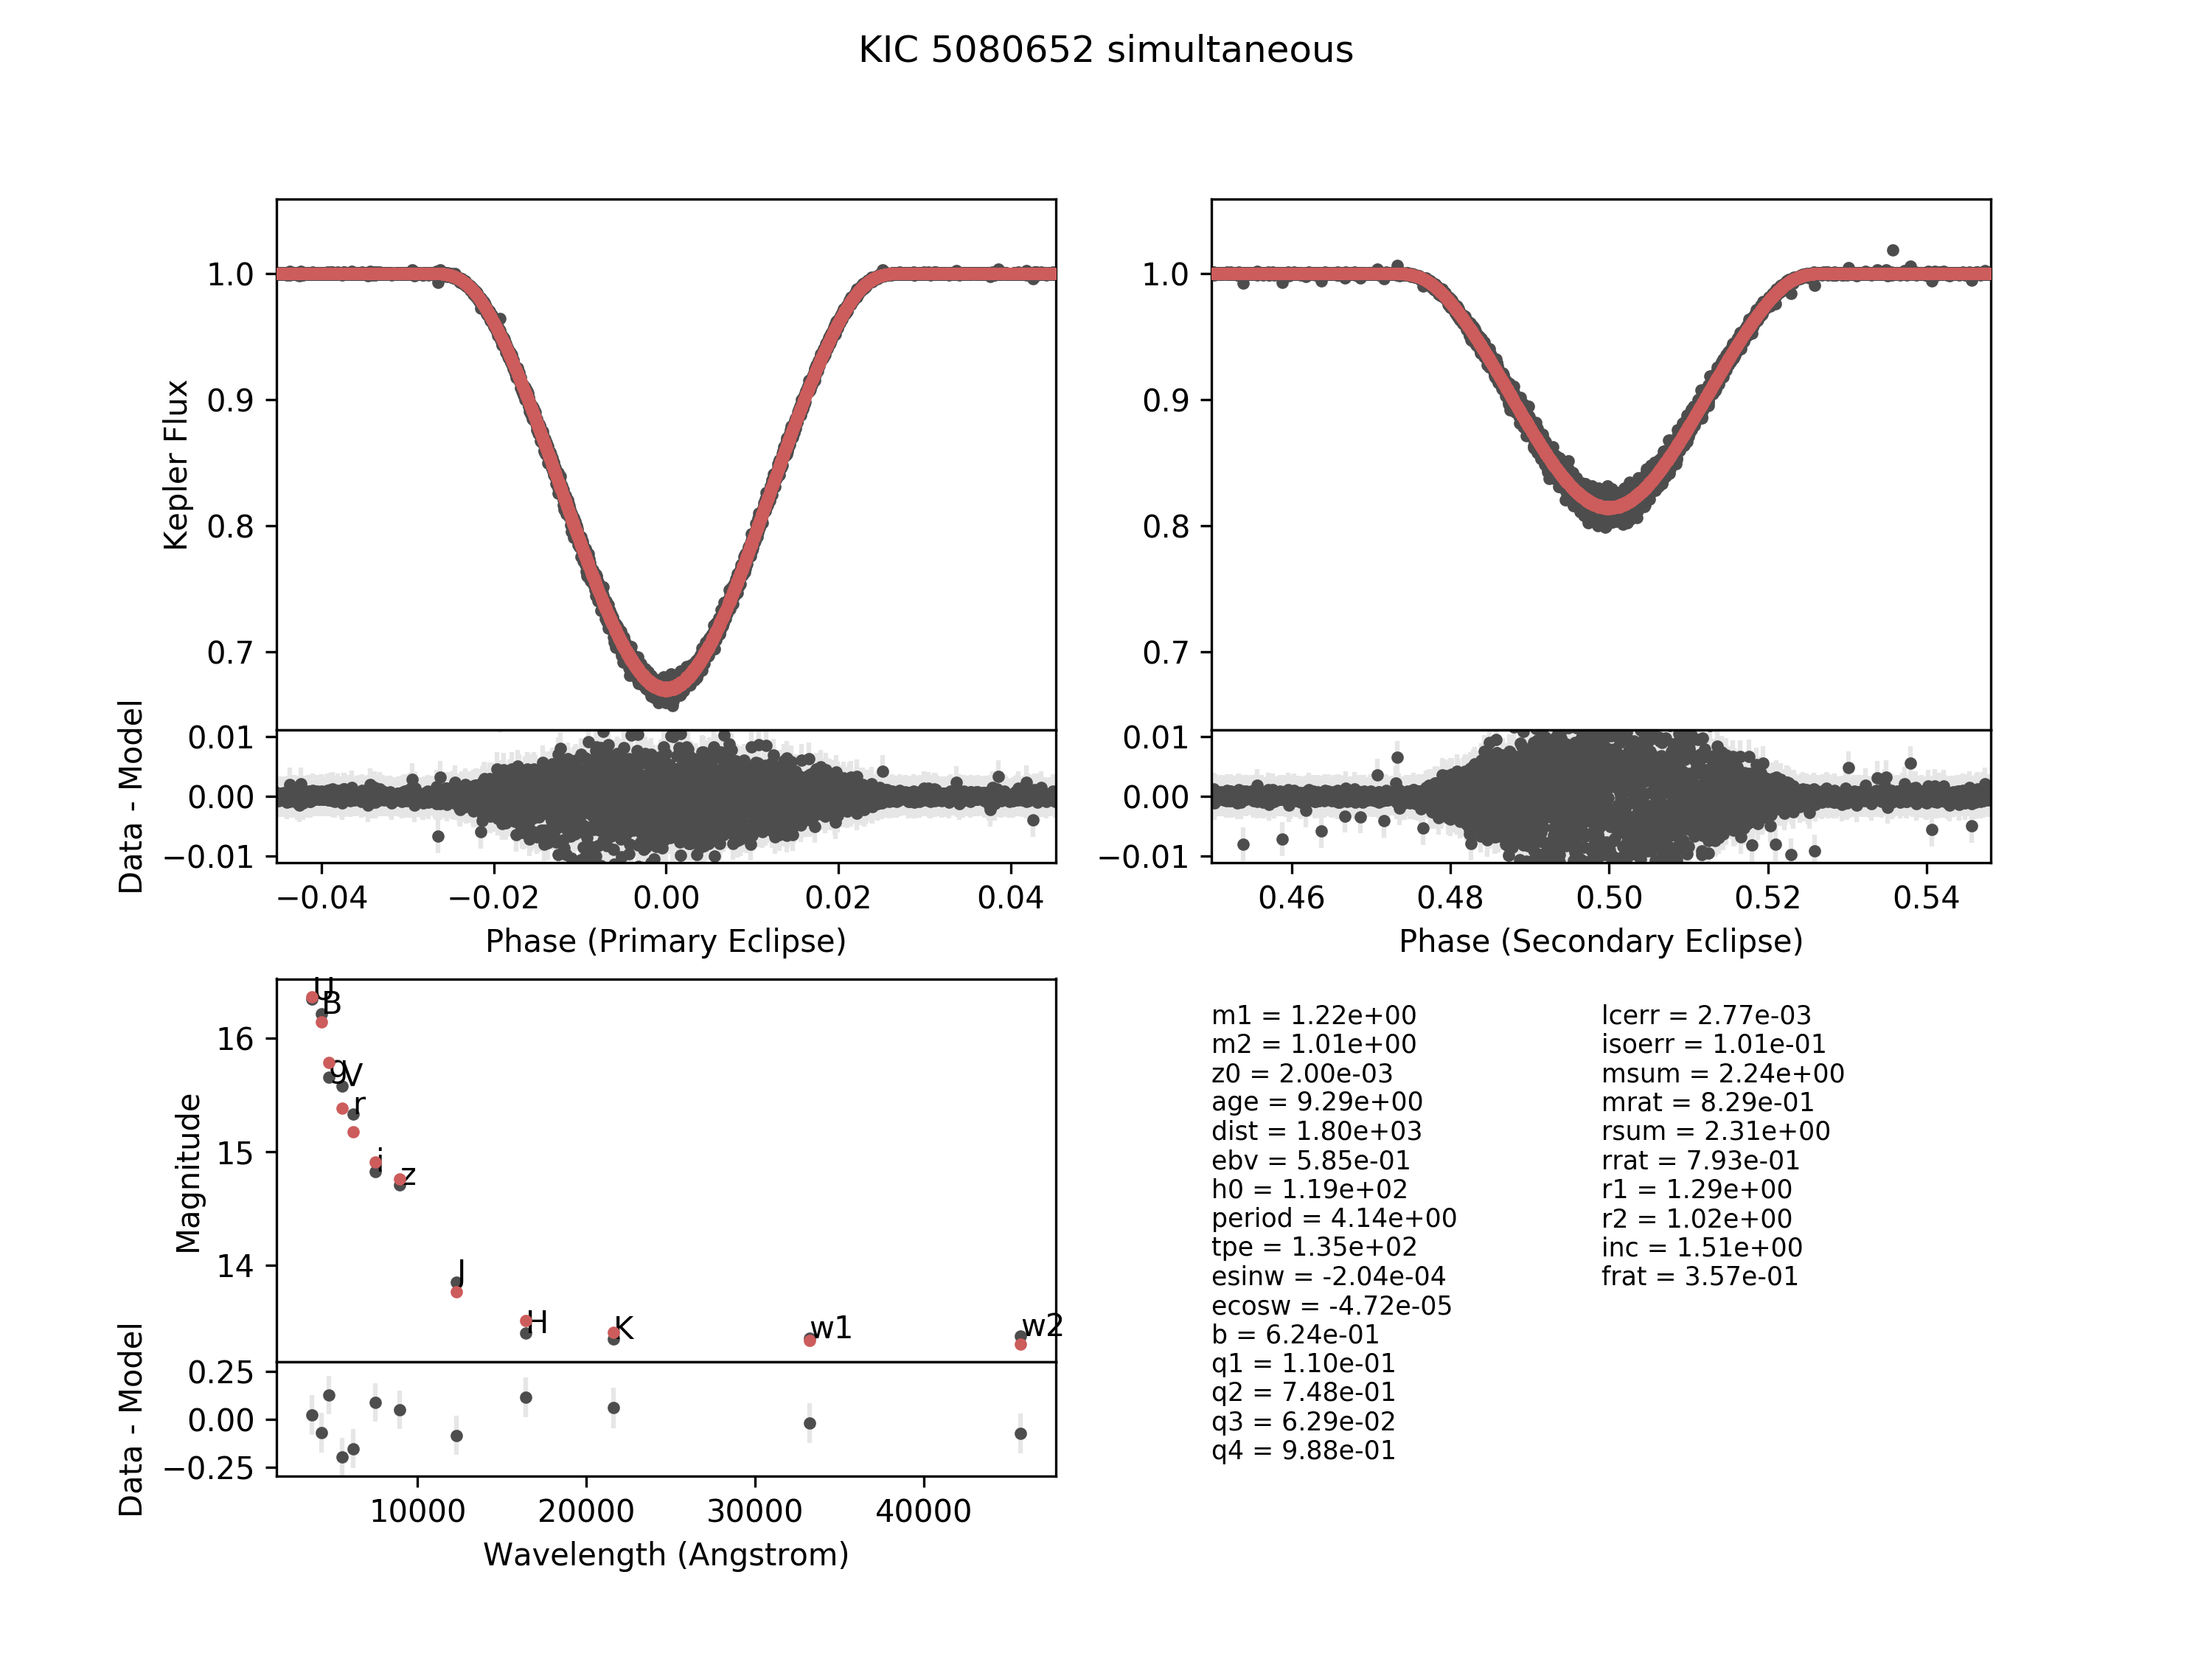 KIC 5080652 simultaneous
Kepler Flux
1.0
0.9
0.8
0.7
Data - Model
0.01
0.00
−0.01
−0.04 −0.02 0.00 0.02 0.04
Phase (Primary Eclipse)
1.0
0.9
0.8
0.7
0.01
0.00
−0.01
0.46 0.48 0.50 0.52 0.54
Phase (Secondary Eclipse)
Magnitude
16
15
14
U
B
g
V
r
i
z
J
H
K
w1
w2
Data - Model
0.25
0.00
−0.25
10000 20000 30000 40000
Wavelength (Angstrom)
m1 = 1.22e+00
m2 = 1.01e+00
z0 = 2.00e-03
age = 9.29e+00
dist = 1.80e+03
ebv = 5.85e-01
h0 = 1.19e+02
period = 4.14e+00
tpe = 1.35e+02
esinw = -2.04e-04
ecosw = -4.72e-05
b = 6.24e-01
q1 = 1.10e-01
q2 = 7.48e-01
q3 = 6.29e-02
q4 = 9.88e-01
lcerr = 2.77e-03
isoerr = 1.01e-01
msum = 2.24e+00
mrat = 8.29e-01
rsum = 2.31e+00
rrat = 7.93e-01
r1 = 1.29e+00
r2 = 1.02e+00
inc = 1.51e+00
frat = 3.57e-01